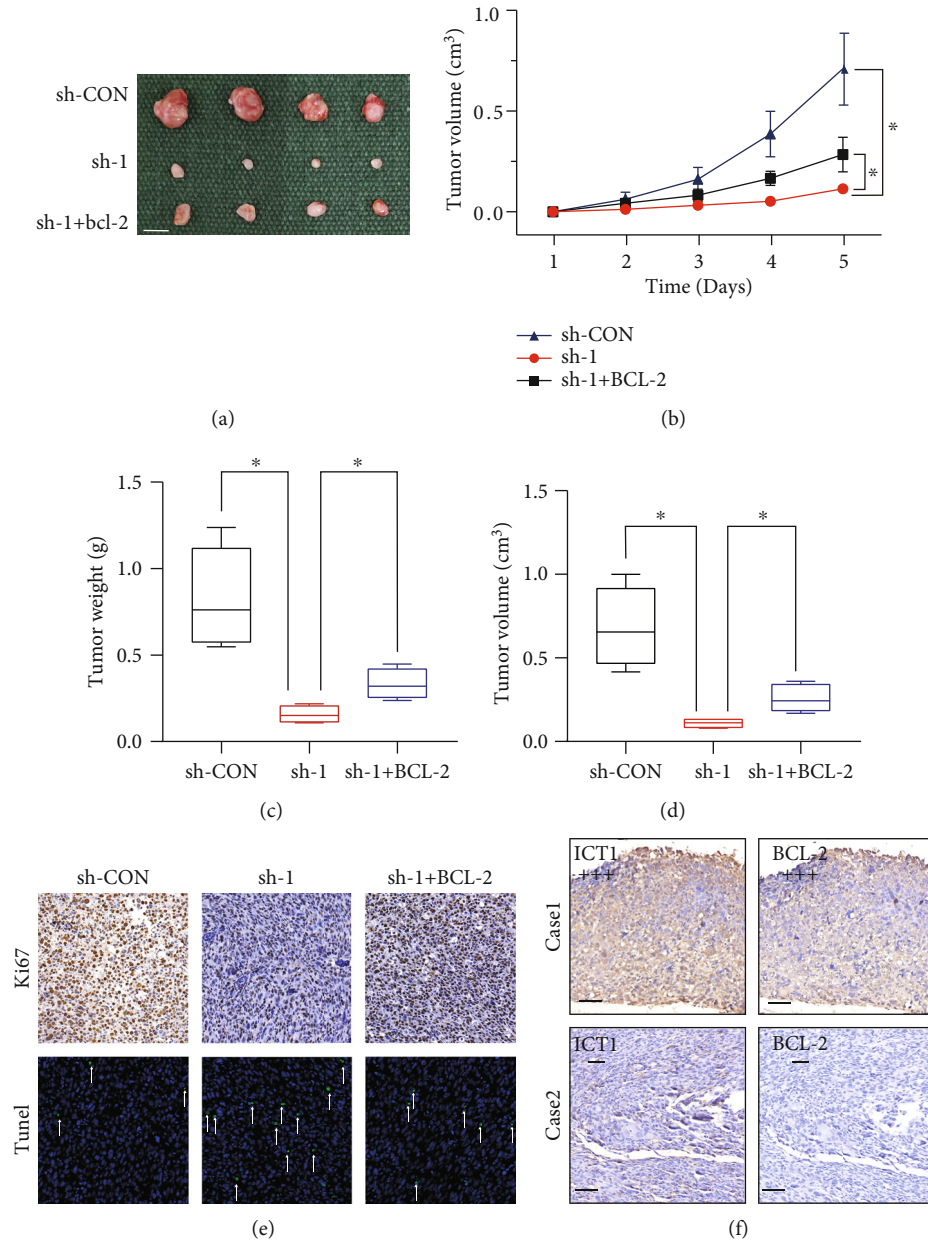 (a)
sh-CON
sh-1
sh-1+bcl-2
(b)
Tumor volume (cm³)
1.0
0.5
0.0
1 2 3 4 5
Time (Days)
*
*
sh-CON
sh-1
sh-1+BCL-2
(c)
Tumor weight (g)
1.5
1.0
0.5
0.0
* *
sh-CON sh-1 sh-1+BCL-2
(d)
Tumor volume (cm³)
1.5
1.0
0.5
0.0
* *
sh-CON sh-1 sh-1+BCL-2
(e)
sh-CON sh-1 sh-1+BCL-2
Ki67
Tunel
(f)
Case1
ICT1
+++
BCL-2
+++
Case2
ICT1
—
BCL-2
—